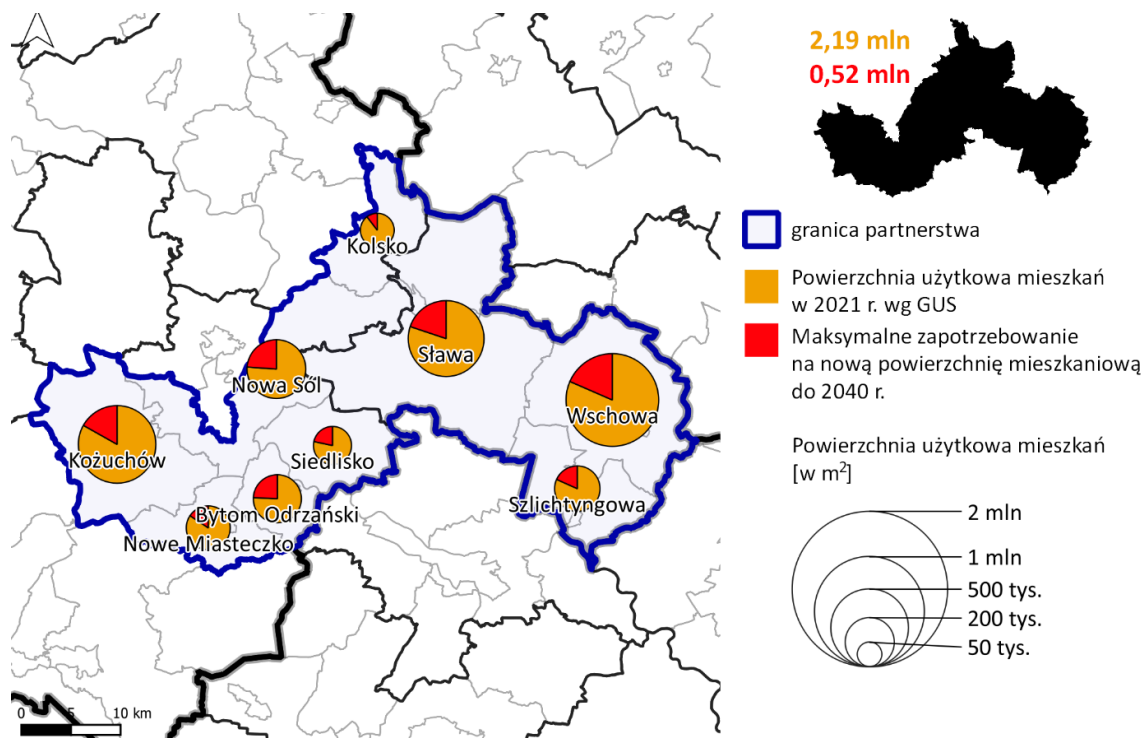 2,19 mln
0,52 mln
granica partnerstwa
Powierzchnia użytkowa mieszkań
w 2021 r. wg GUS
Maksymalne zapotrzebowanie
na nową powierzchnię mieszkaniową
do 2040 r.
Powierzchnia użytkowa mieszkań
[w m²]
2 mln
1 mln
500 tys.
200 tys.
50 tys.
Kolsko
Sława
Nowa Sól
Wschowa
Kożuchów
Siedlisko
Szlichtyngowa
Bytom Odrzański
Nowe Miasteczko
0 5 10 km